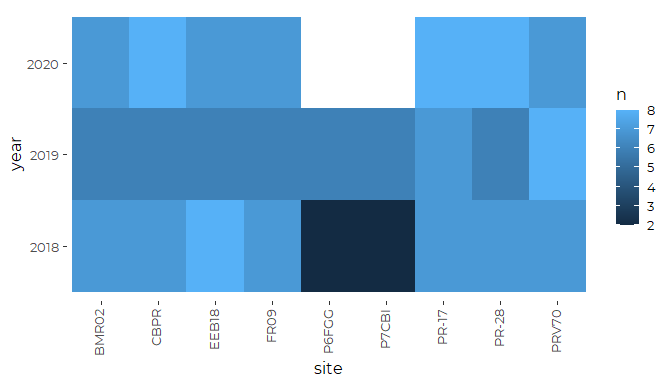 2020
2019
2018
year
BMR02
CBPR
EEB18
FR09
P6FGG
P7CBI
PR-17
PR-28
PRV70
site
n
8
7
6
5
4
3
2